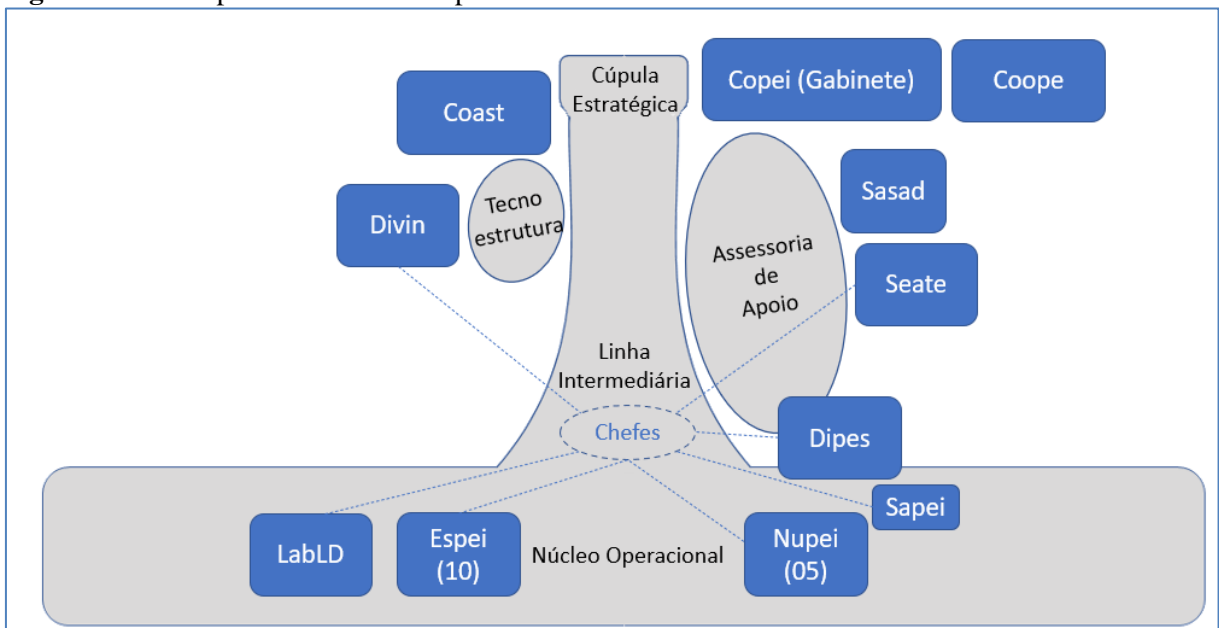 Cúpula
Estratégica
Copei (Gabinete)
Coope
Coast
Sasad
Divin
Tecno
estrutura
Assessoria
de
Apoio
Seate
Linha
Intermediária
Chefes
Dipes
Sapei
LabLD
Espei
(10)
Núcleo Operacional
Nupei
(05)